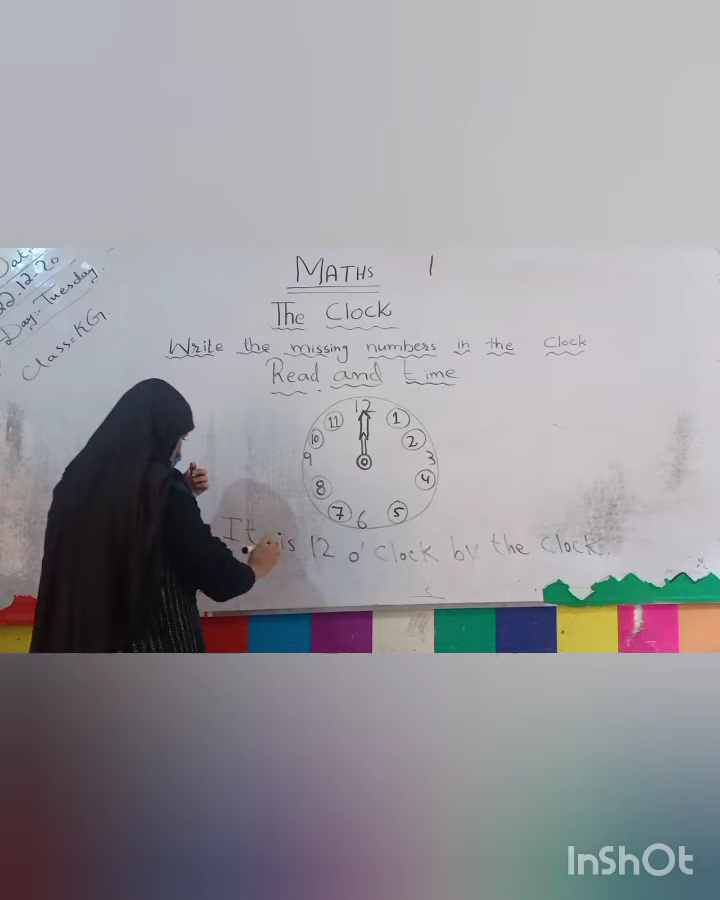 Date
22.12.20
Day:- Tuesday.
Class=KG.
MATHS 1
The Clock
Write the missing numbers in the Clock
Read and time
12
11 1
10 2
9 3
8 4
7 5
6
It is 12 o'Clock by the Clock.
InShOt